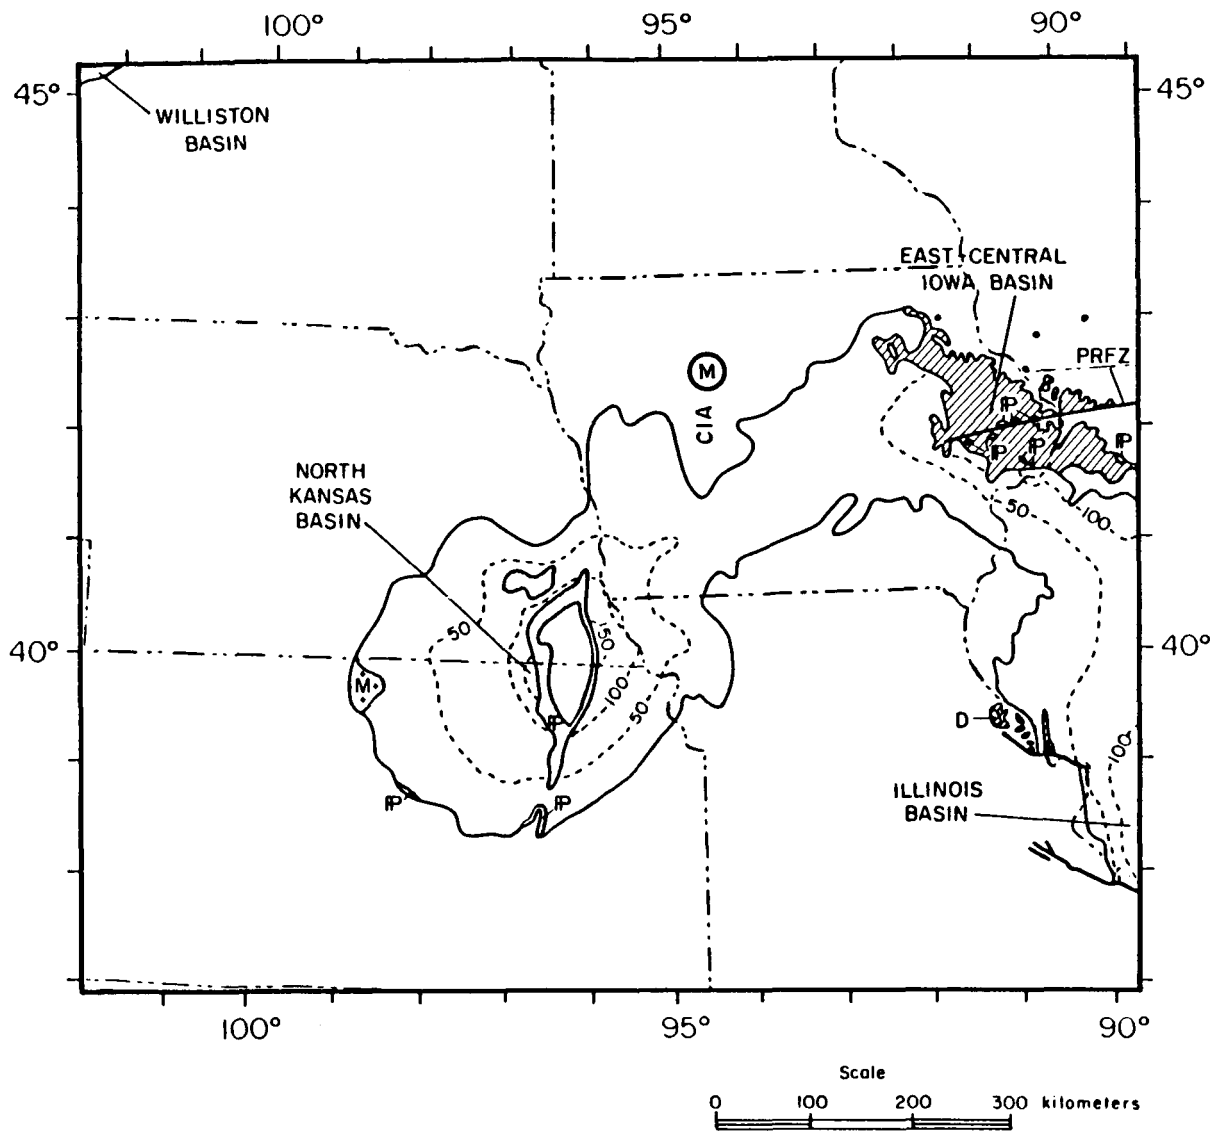 100° 95° 90°
45° 45°
WILLISTON
BASIN
EAST-CENTRAL
IOWA BASIN
PRFZ
M
CIA
NORTH
KANSAS
BASIN
50
100
50
150
100
50
40° 40°
M
D
100
ILLINOIS
BASIN
100° 95° 90°
Scale
0 100 200 300 kilometers